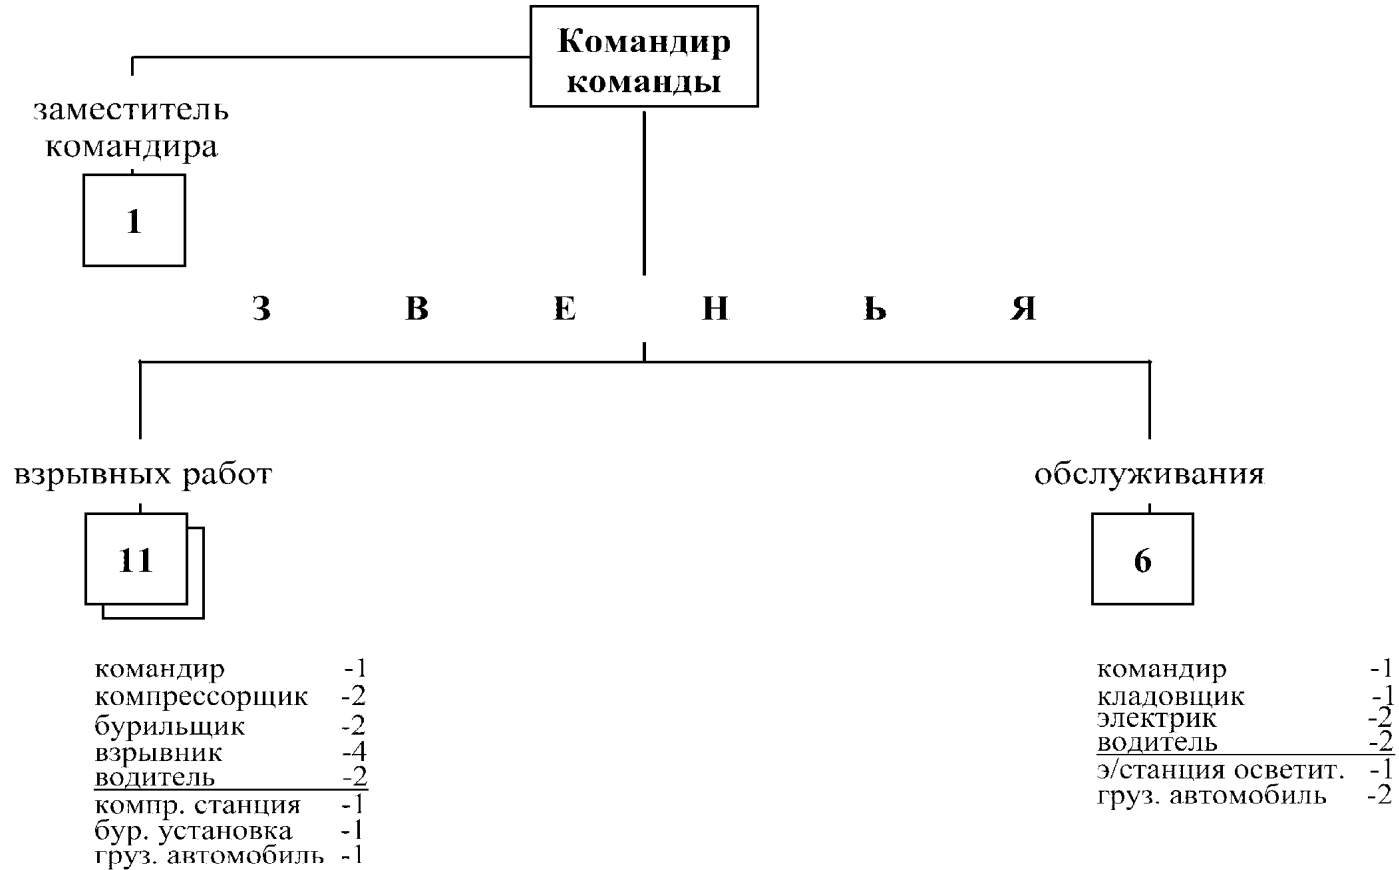 Командир
команды
заместитель
командира
1
З В Е Н Ь Я
взрывных работ
11
командир -1
компрессорщик -2
бурильщик -2
взрывник -4
водитель -2
компр. станция -1
бур. установка -1
груз. автомобиль -1
обслуживания
6
командир -1
кладовщик -1
электрик -2
водитель -2
э/станция осветит. -1
груз. автомобиль -2